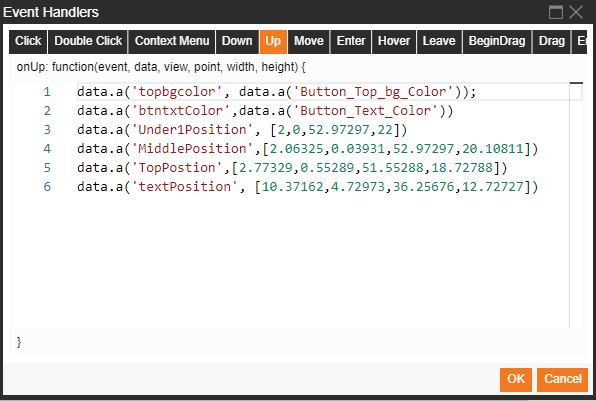 Event Handlers
Click Double Click Context Menu Down Up Move Enter Hover Leave BeginDrag Drag
onUp: function(event, data, view, point, width, height) {
1 data.a('topbgcolor', data.a('Button_Top_bg_Color'));
2 data.a('btntxtColor',data.a('Button_Text_Color'))
3 data.a('Under1Position', [2,0,52.97297,22])
4 data.a('MiddlePosition',[2.06325,0.03931,52.97297,20.10811])
5 data.a('TopPostion',[2.77329,0.55289,51.55288,18.72788])
6 data.a('textPosition', [10.37162,4.72973,36.25676,12.72727])
}
OK Cancel